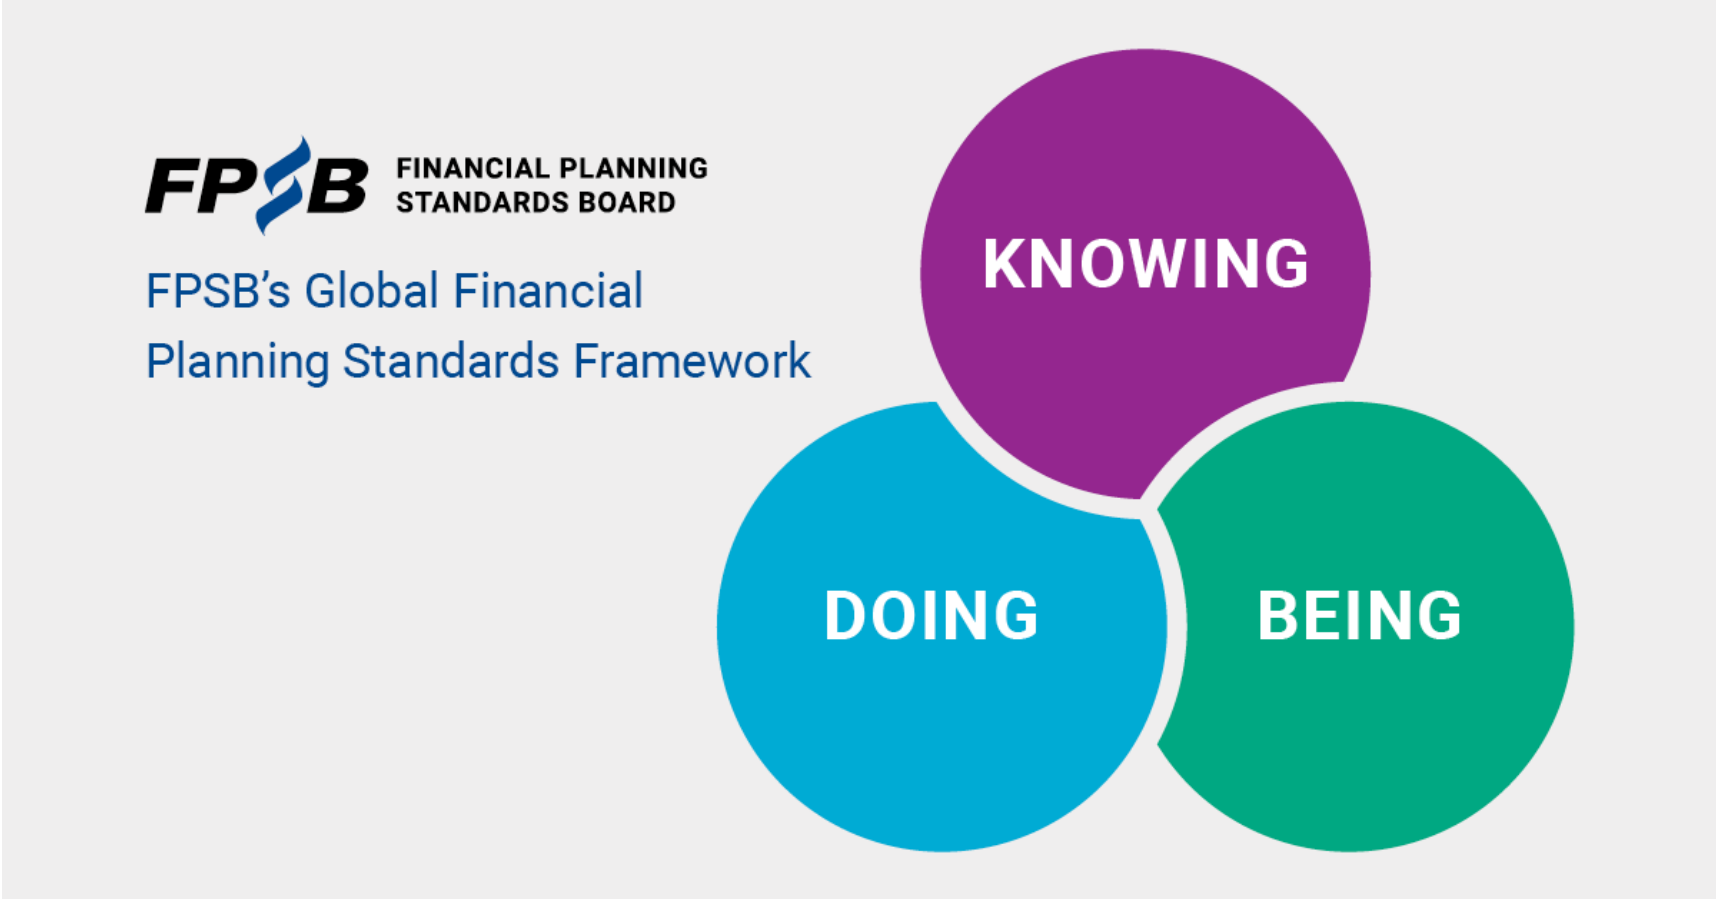 FPSB
FINANCIAL PLANNING
STANDARDS BOARD
FPSB’s Global Financial
Planning Standards Framework
KNOWING
DOING
BEING